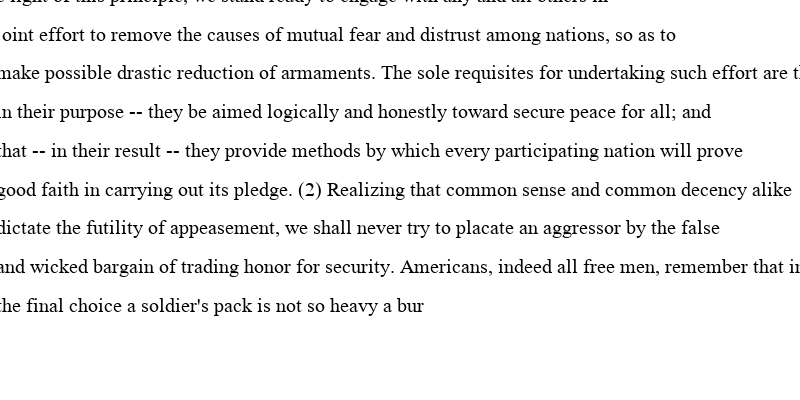 light of this principle, we stand ready to engage with any and all others in
oint effort to remove the causes of mutual fear and distrust among nations, so as to
make possible drastic reduction of armaments. The sole requisites for undertaking such effort are
in their purpose -- they be aimed logically and honestly toward secure peace for all; and
that -- in their result -- they provide methods by which every participating nation will prove
good faith in carrying out its pledge. (2) Realizing that common sense and common decency alike
dictate the futility of appeasement, we shall never try to placate an aggressor by the false
and wicked bargain of trading honor for security. Americans, indeed all free men, remember that in
the final choice a soldier's pack is not so heavy a bur